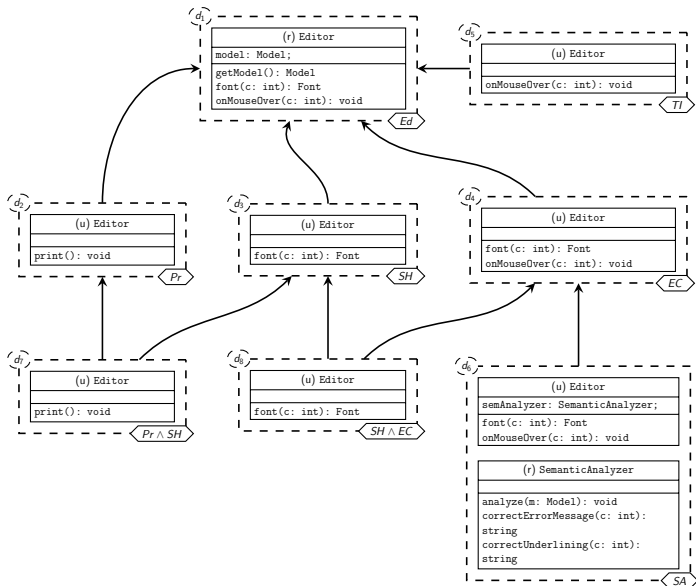 d1
(r) Editor
model: Model;
getModel(): Model
font(c: int): Font
onMouseOver(c: int): void
Ed
d5
(u) Editor
onMouseOver(c: int): void
TI
d2
(u) Editor
print(): void
Pr
d3
(u) Editor
font(c: int): Font
SH
d4
(u) Editor
font(c: int): Font
onMouseOver(c: int): void
EC
d7
(u) Editor
print(): void
Pr ∧ SH
d8
(u) Editor
font(c: int): Font
SH ∧ EC
d6
(u) Editor
semAnalyzer: SemanticAnalyzer;
font(c: int): Font
onMouseOver(c: int): void
(r) SemanticAnalyzer
analyze(m: Model): void
correctErrorMessage(c: int):
string
correctUnderlining(c: int):
string
SA